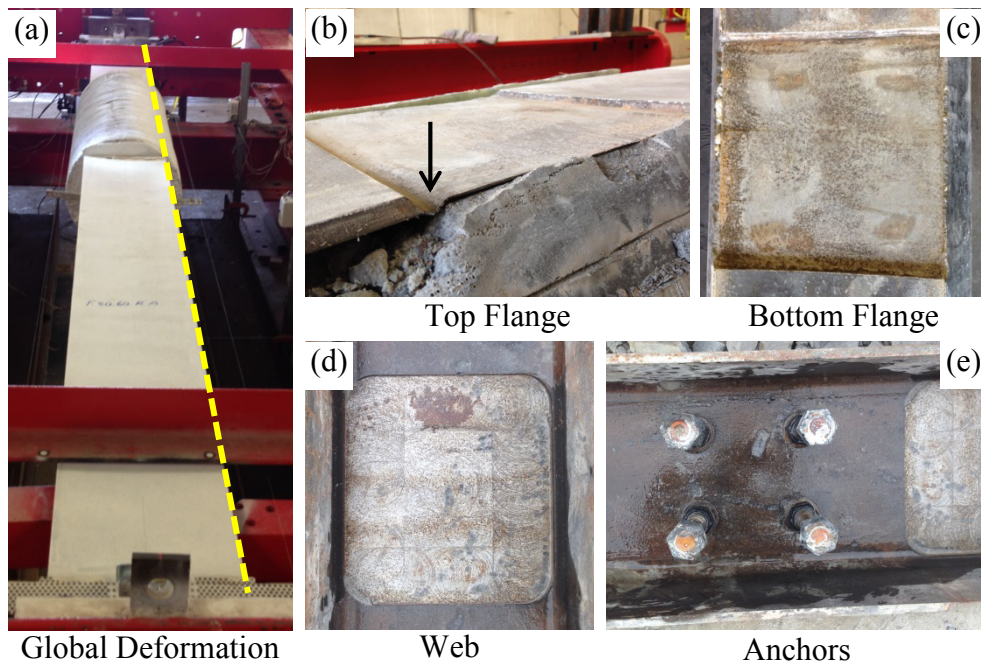 (a)
(b)
(c)
Top Flange
Bottom Flange
(d)
(e)
Global Deformation
Web
Anchors